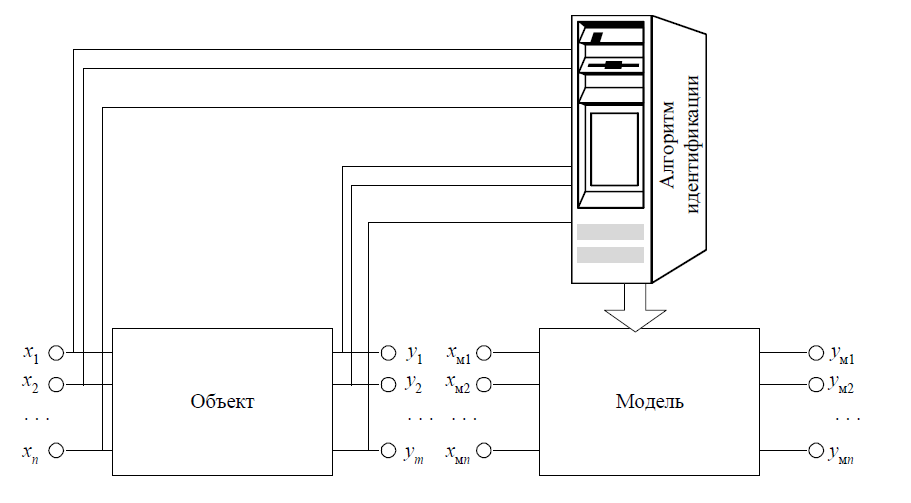 Алгоритм
идентификации
x1 y1 xм1 yм1
x2 y2 xм2 yм2
Объект Модель
. . . . . . . . . . . .
xn ym xмn yмn